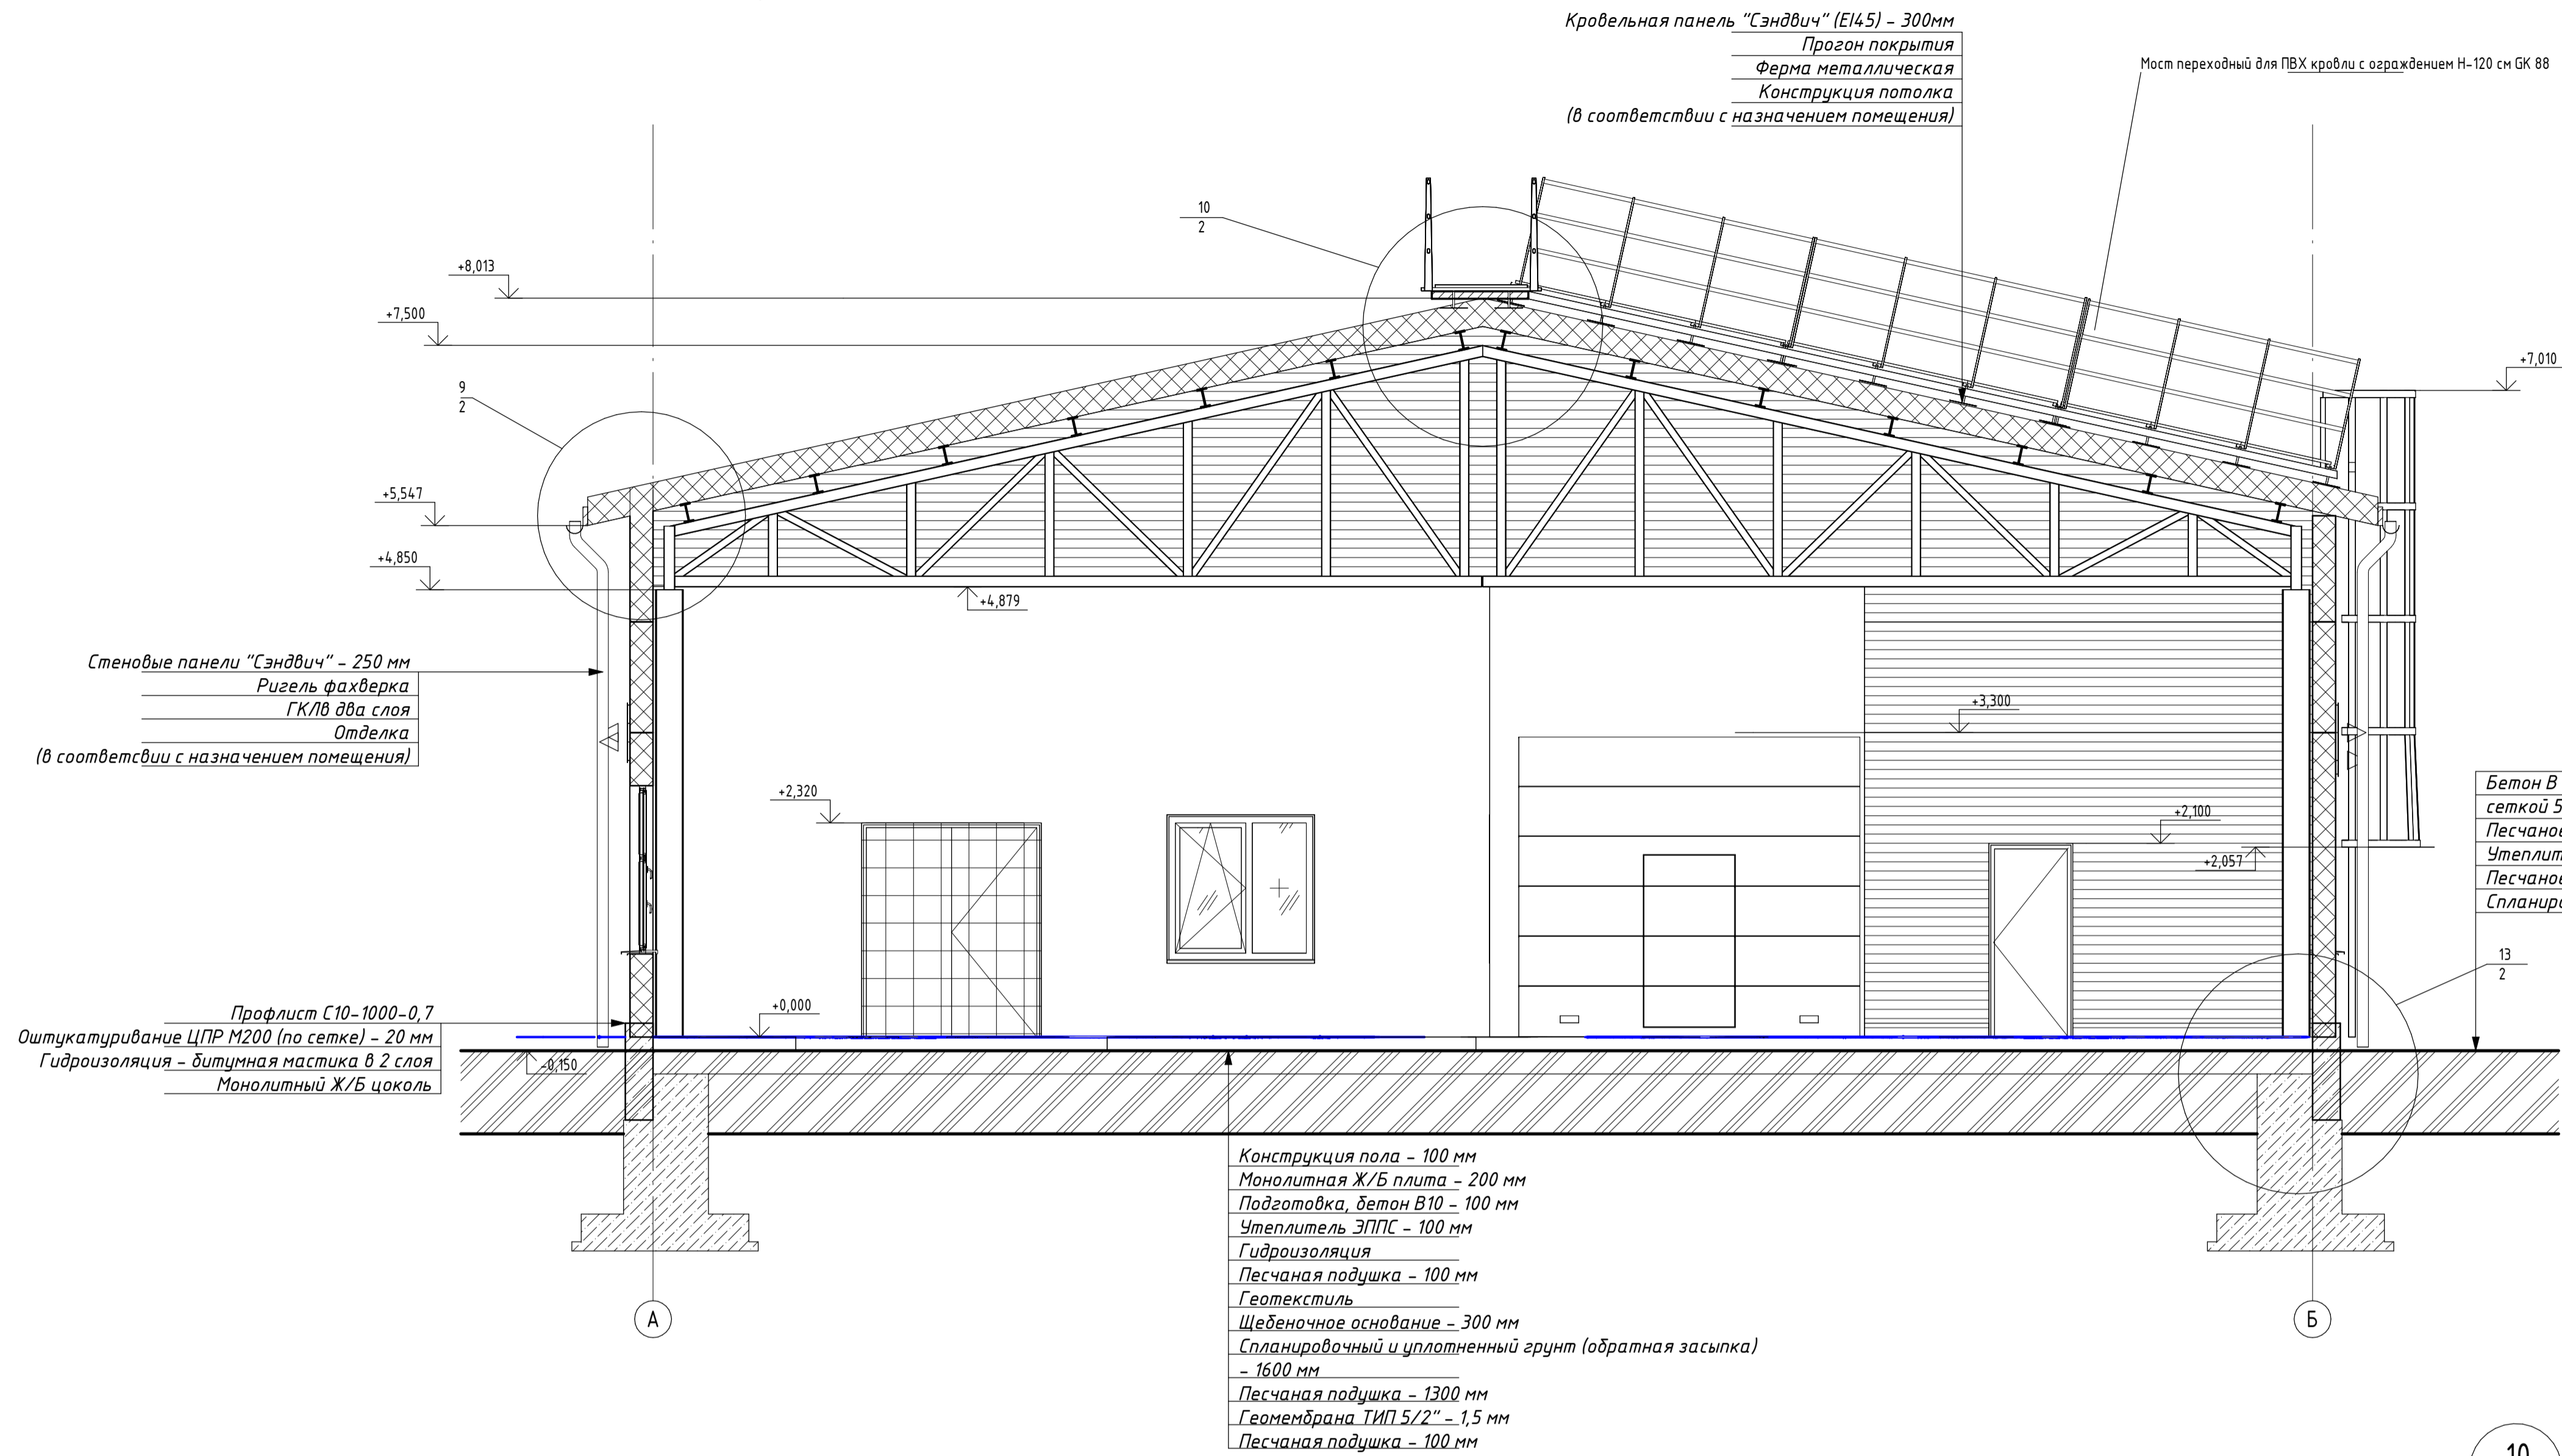 Кровельная панель "Сэндвич" (EI45) - 300мм
Прогон покрытия
Ферма металлическая
Конструкция потолка
(в соответствии с назначением помещения)
Мост переходный для ПВХ кровли с ограждением Н-120 см GK 88
10
2
+8,013
+7,500
+7,010
9
2
+5,547
+4,850
+4,879
Стеновые панели "Сэндвич" - 250 мм
Ригель фахверка
ГКЛв два слоя
Отделка
(в соответсвии с назначением помещения)
+3,300
+2,320
+2,100
+2,057
Бетон В
сеткой 5
Песчаное
Утеплит
Песчаное
Спланиро
13
2
+0,000
Профлист С10-1000-0,7
Оштукатуривание ЦПР М200 (по сетке) - 20 мм
Гидроизоляция - битумная мастика в 2 слоя
Монолитный Ж/Б цоколь
-0,150
Конструкция пола - 100 мм
Монолитная Ж/Б плита - 200 мм
Подготовка, бетон В10 - 100 мм
Утеплитель ЭППС - 100 мм
Гидроизоляция
Песчаная подушка - 100 мм
Геотекстиль
Щебеночное основание - 300 мм
Спланировочный и уплотненный грунт (обратная засыпка)
- 1600 мм
Песчаная подушка - 1300 мм
Геомембрана ТИП 5/2" - 1,5 мм
Песчаная подушка - 100 мм
А
Б
10